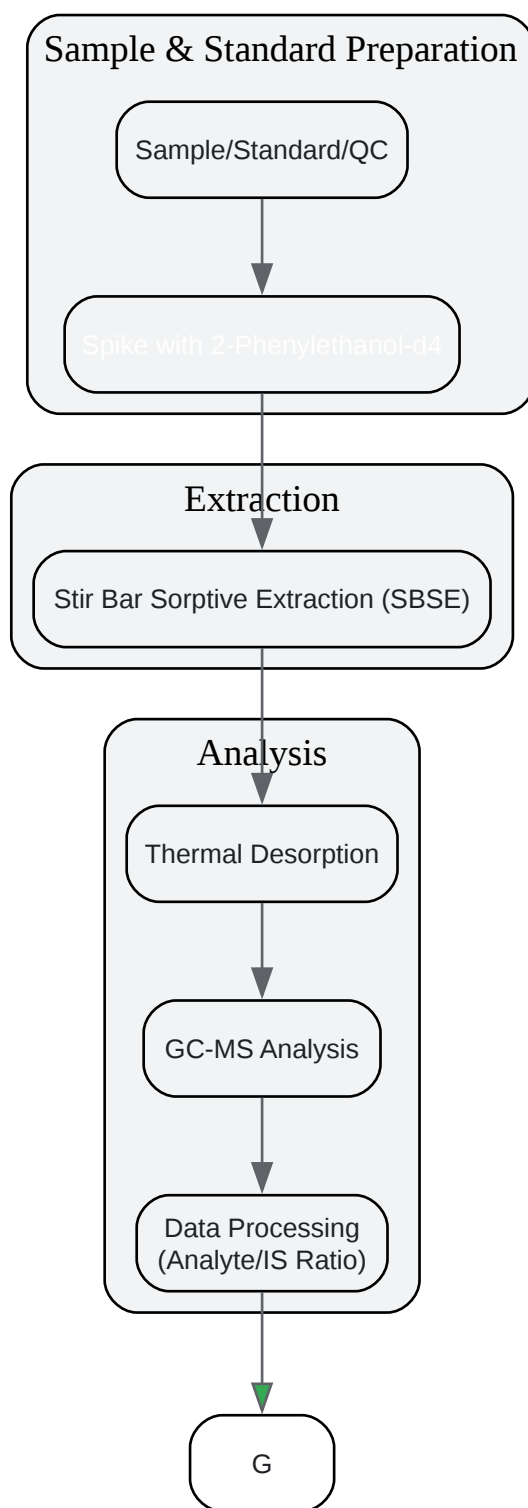 Sample & Standard Preparation
Sample/Standard/QC
Spike with 2-Phenylethanol-d4
Extraction
Stir Bar Sorptive Extraction (SBSE)
Analysis
Thermal Desorption
GC-MS Analysis
Data Processing
(Analyte/IS Ratio)
G